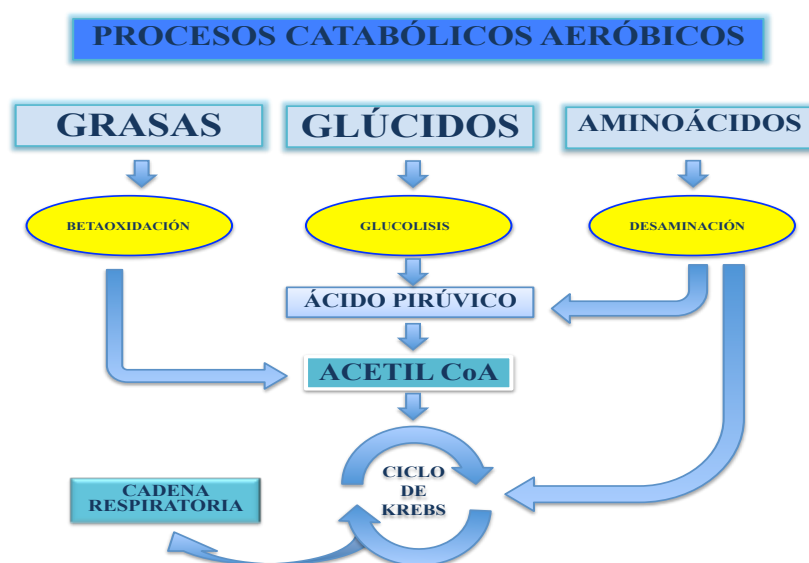 PROCESOS CATABÓLICOS AERÓBICOS
GRASAS
GLÚCIDOS
AMINOÁCIDOS
BETAOXIDACIÓN
GLUCOLISIS
DESAMINACIÓN
ÁCIDO PIRÚVICO
ACETIL CoA
CICLO
DE
KREBS
CADENA
RESPIRATORIA